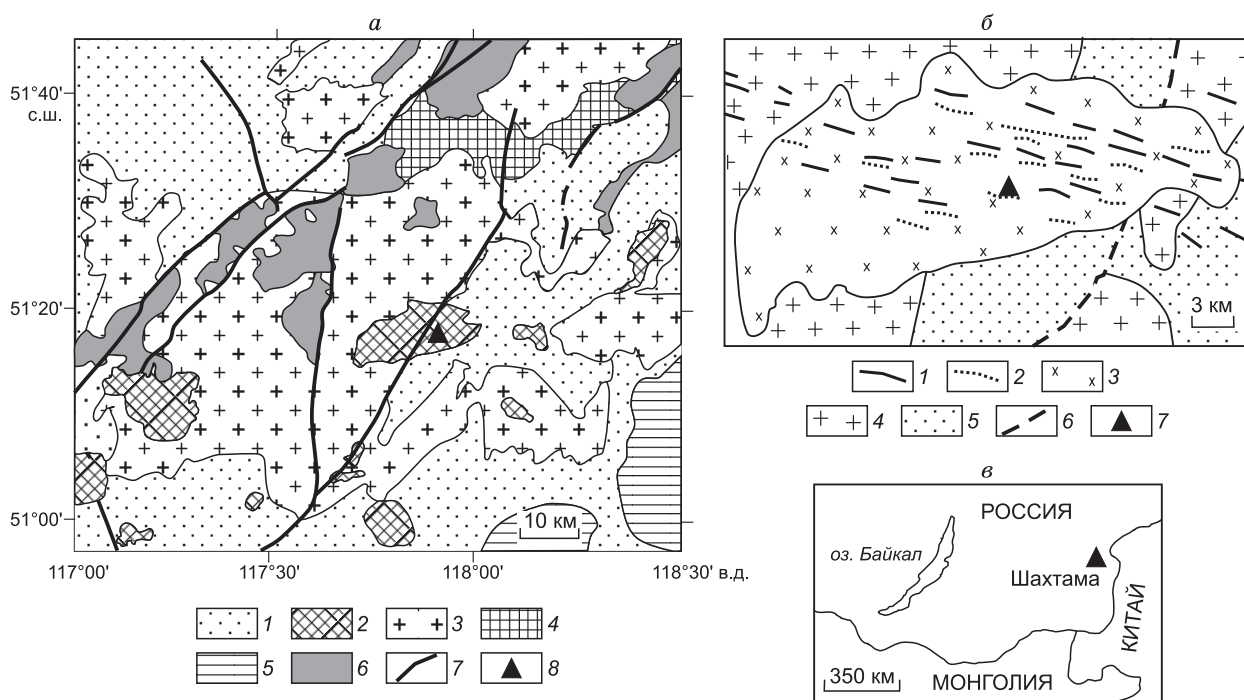 а
51°40'
с.ш.
51°20'
51°00'
10 км
117°00'
117°30'
118°00'
118°30' в.д.
1
2
3
4
5
6
7
8
б
3 км
1
2
3
4
5
6
7
в
РОССИЯ
оз. Байкал
Шахтама
КИТАЙ
350 км
МОНГОЛИЯ